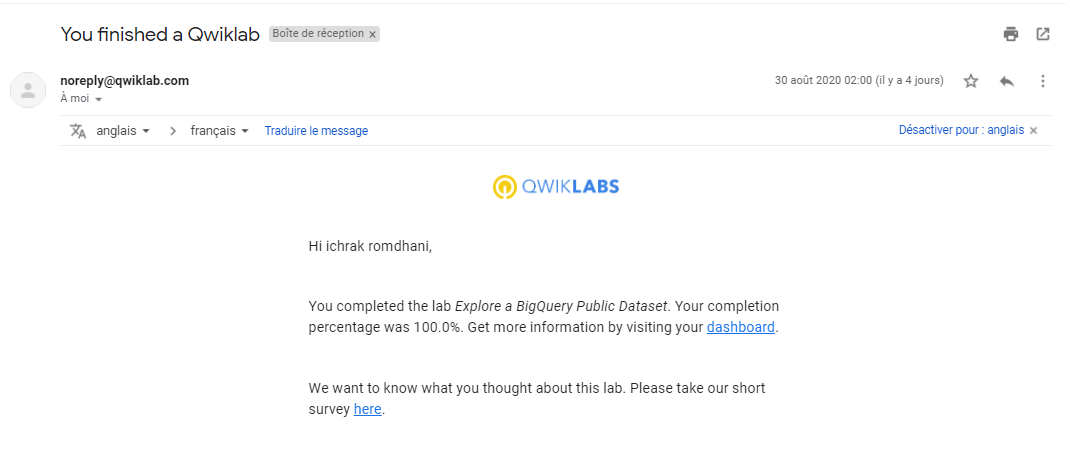 You finished a Qwiklab Boîte de réception x
noreply@qwiklab.com 30 août 2020 02:00 (il y a 4 jours)
À moi
anglais > français Traduire le message Désactiver pour : anglais x
QWIKLABS
Hi ichrak romdhani,
You completed the lab Explore a BigQuery Public Dataset. Your completion
percentage was 100.0%. Get more information by visiting your dashboard.
We want to know what you thought about this lab. Please take our short
survey here.